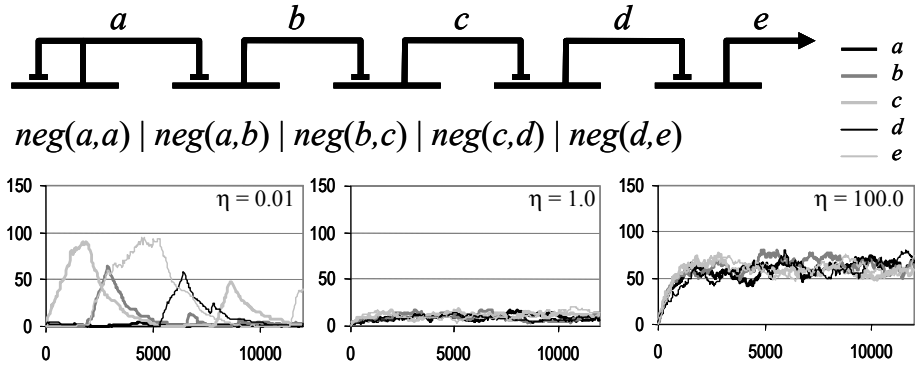 a b c d e
neg(a,a) | neg(a,b) | neg(b,c) | neg(c,d) | neg(d,e)
a
b
c
d
e
150
100
50
0
η = 0.01
0 5000 10000
150
100
50
0
η = 1.0
0 5000 10000
150
100
50
0
η = 100.0
0 5000 10000